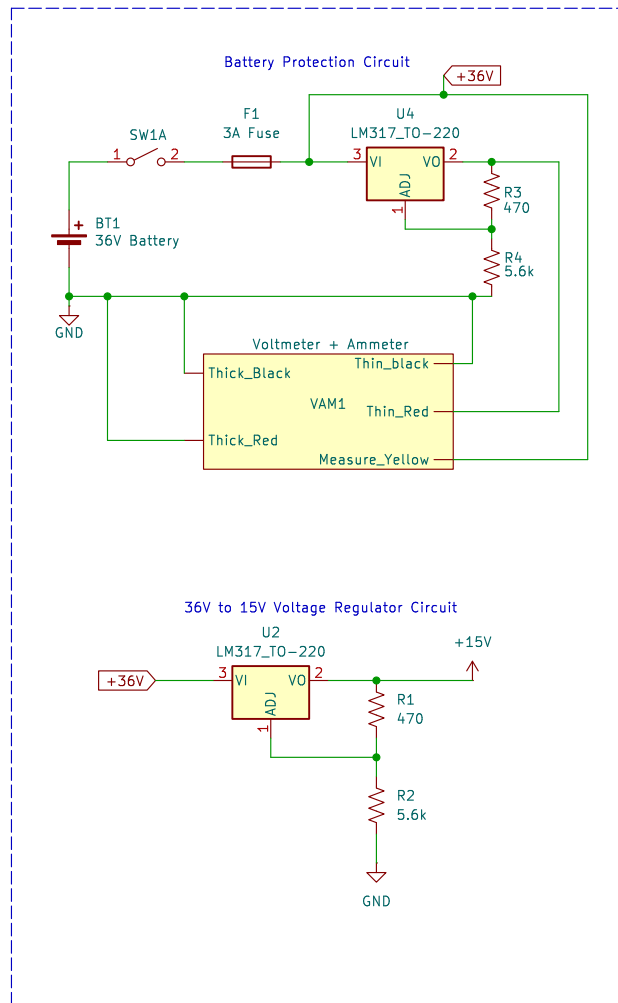 Battery Protection Circuit
+36V
F1
3A Fuse
U4
LM317_TO-220
SW1A
1
2
3
VI
VO
2
ADJ
1
R3
470
BT1
36V Battery
+
R4
5.6k
GND
Voltmeter + Ammeter
Thin_black
Thick_Black
VAM1
Thin_Red
Thick_Red
Measure_Yellow
36V to 15V Voltage Regulator Circuit
U2
LM317_TO-220
+15V
+36V
3
VI
VO
2
ADJ
1
R1
470
R2
5.6k
GND